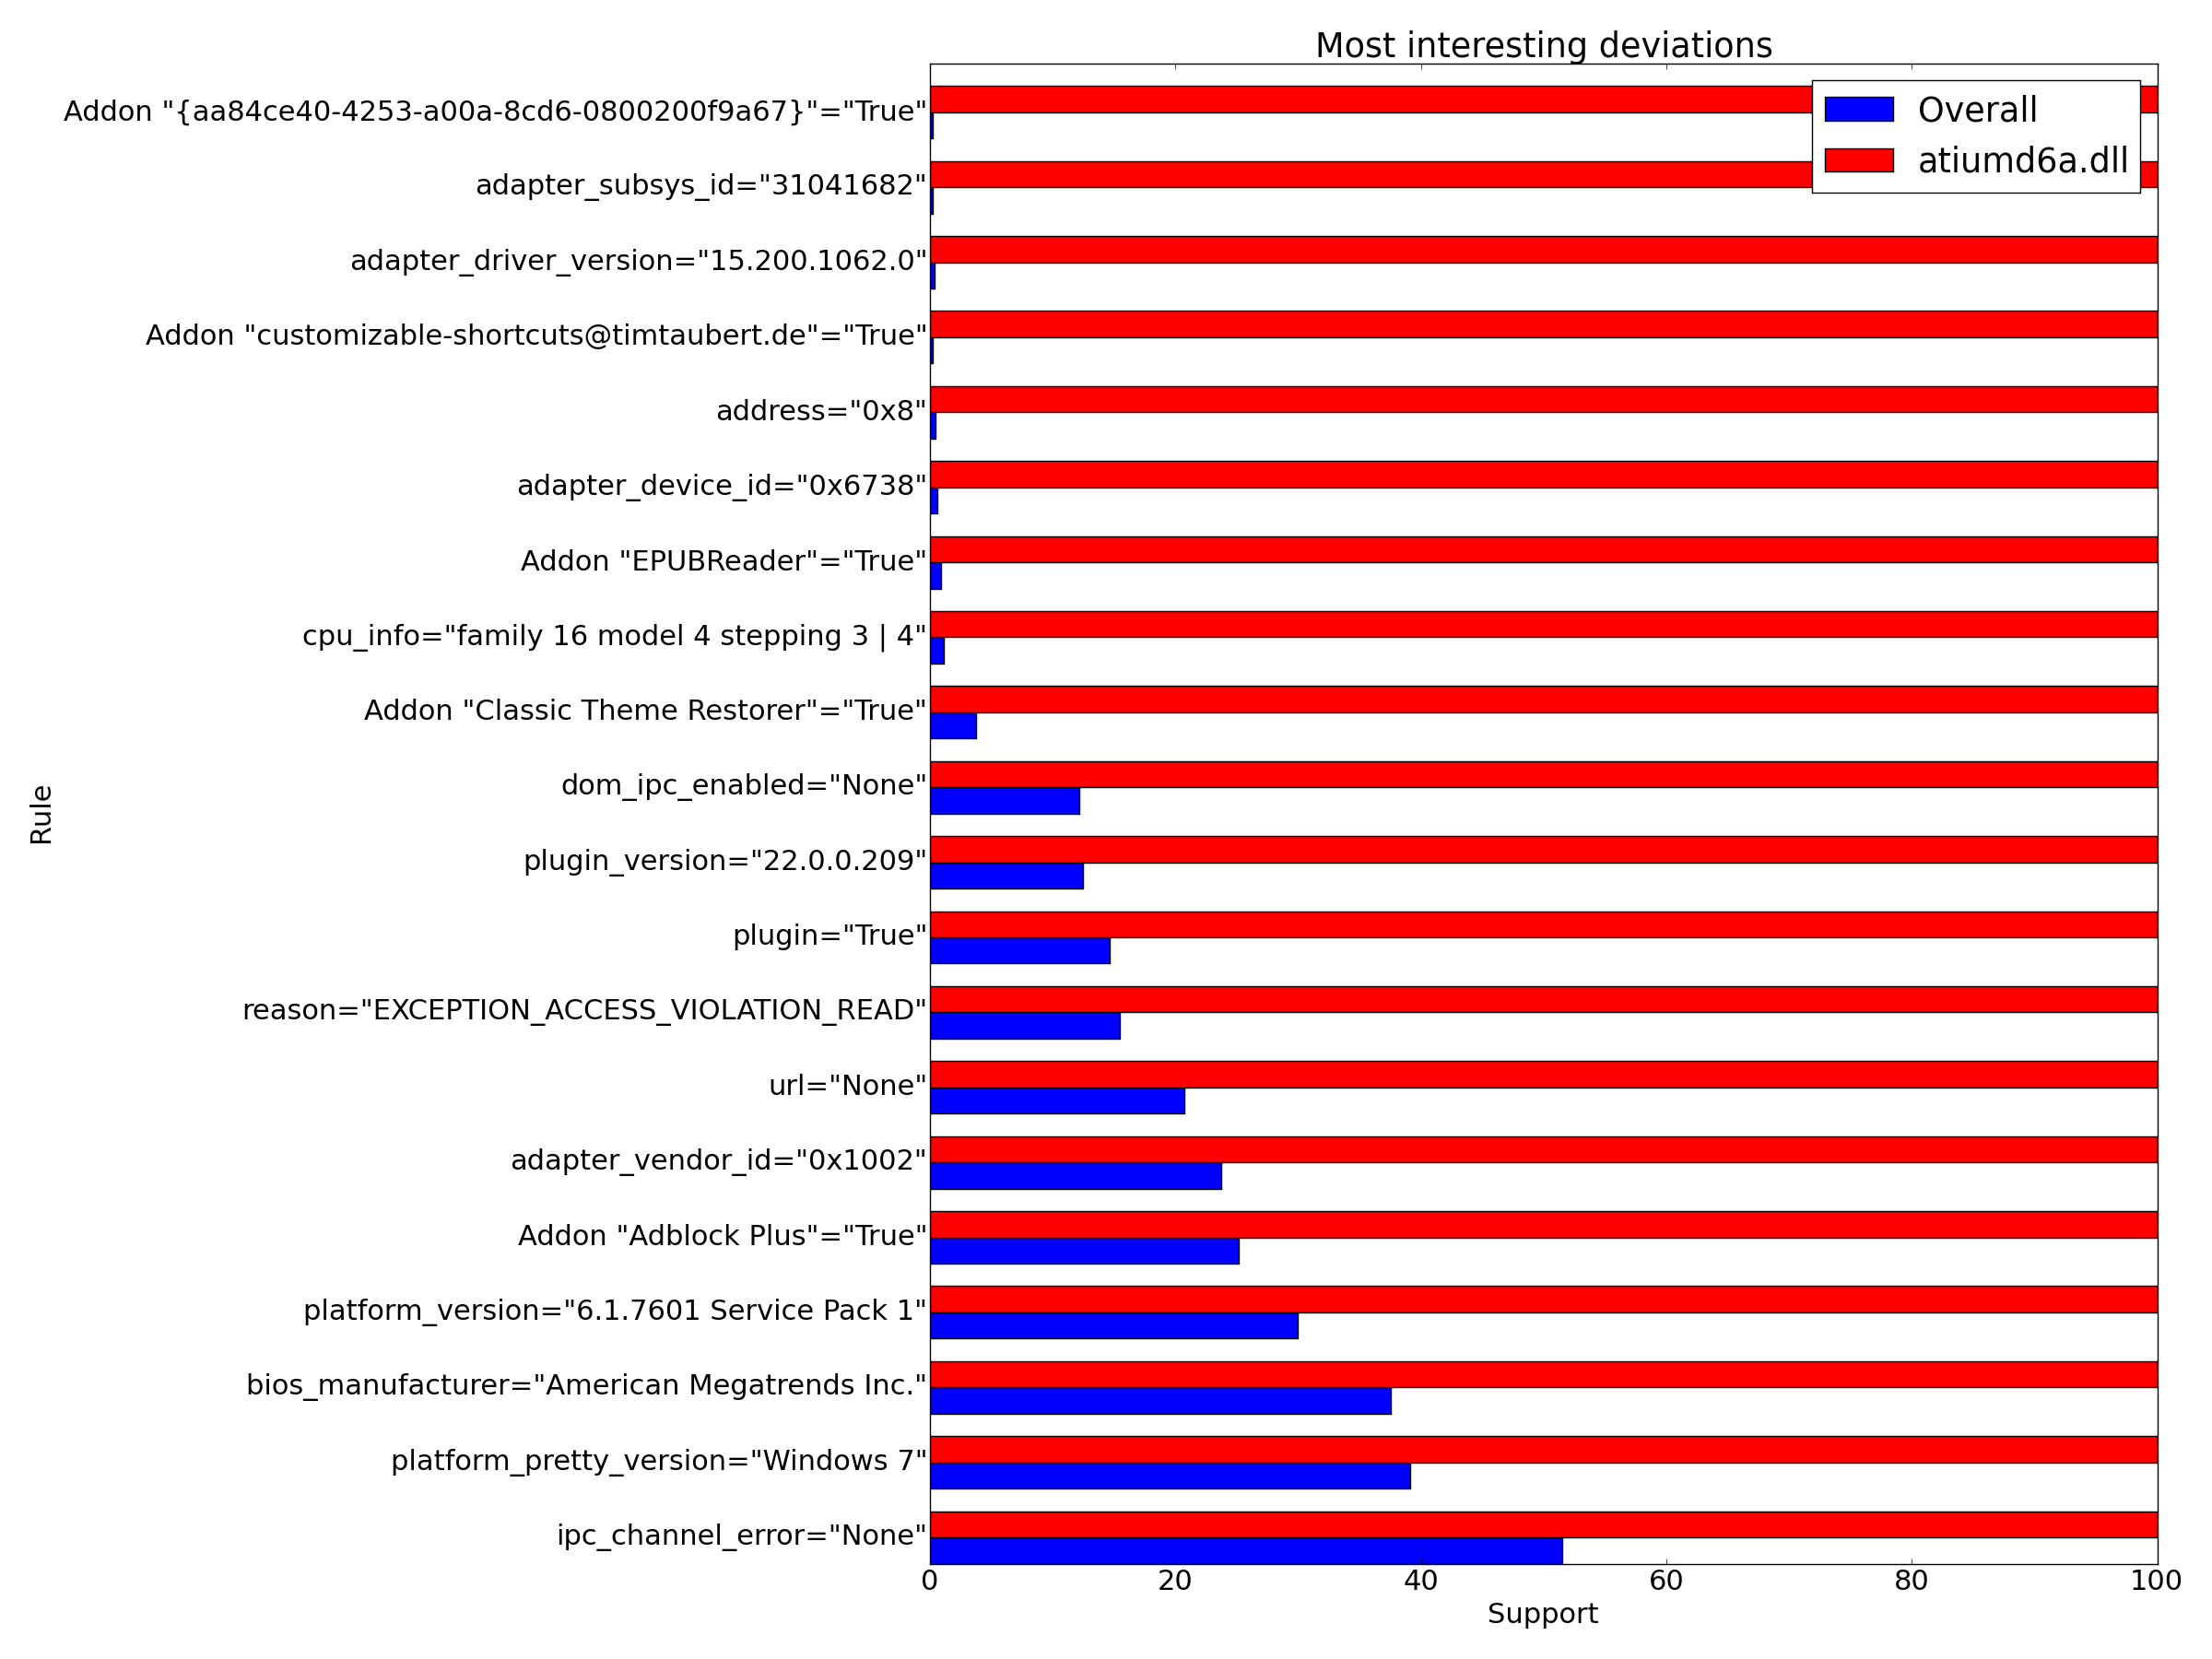 Most interesting deviations
Overall
atiumd6a.dll
Addon "{aa84ce40-4253-a00a-8cd6-0800200f9a67}"="True"
adapter_subsys_id="31041682"
adapter_driver_version="15.200.1062.0"
Addon "customizable-shortcuts@timtaubert.de"="True"
address="0x8"
adapter_device_id="0x6738"
Addon "EPUBReader"="True"
cpu_info="family 16 model 4 stepping 3 | 4"
Addon "Classic Theme Restorer"="True"
dom_ipc_enabled="None"
plugin_version="22.0.0.209"
plugin="True"
reason="EXCEPTION_ACCESS_VIOLATION_READ"
url="None"
adapter_vendor_id="0x1002"
Addon "Adblock Plus"="True"
platform_version="6.1.7601 Service Pack 1"
bios_manufacturer="American Megatrends Inc."
platform_pretty_version="Windows 7"
ipc_channel_error="None"
Rule
0 20 40 60 80 100
Support